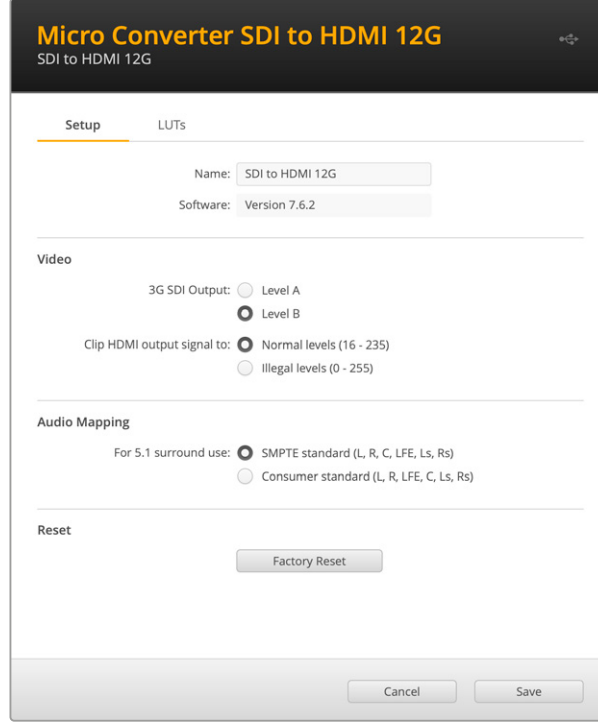 Micro Converter SDI to HDMI 12G
SDI to HDMI 12G
Setup LUTs
Name: SDI to HDMI 12G
Software: Version 7.6.2
Video
3G SDI Output: Level A
Level B
Clip HDMI output signal to: Normal levels (16 - 235)
Illegal levels (0 - 255)
Audio Mapping
For 5.1 surround use: SMPTE standard (L, R, C, LFE, Ls, Rs)
Consumer standard (L, R, LFE, C, Ls, Rs)
Reset
Factory Reset
Cancel Save